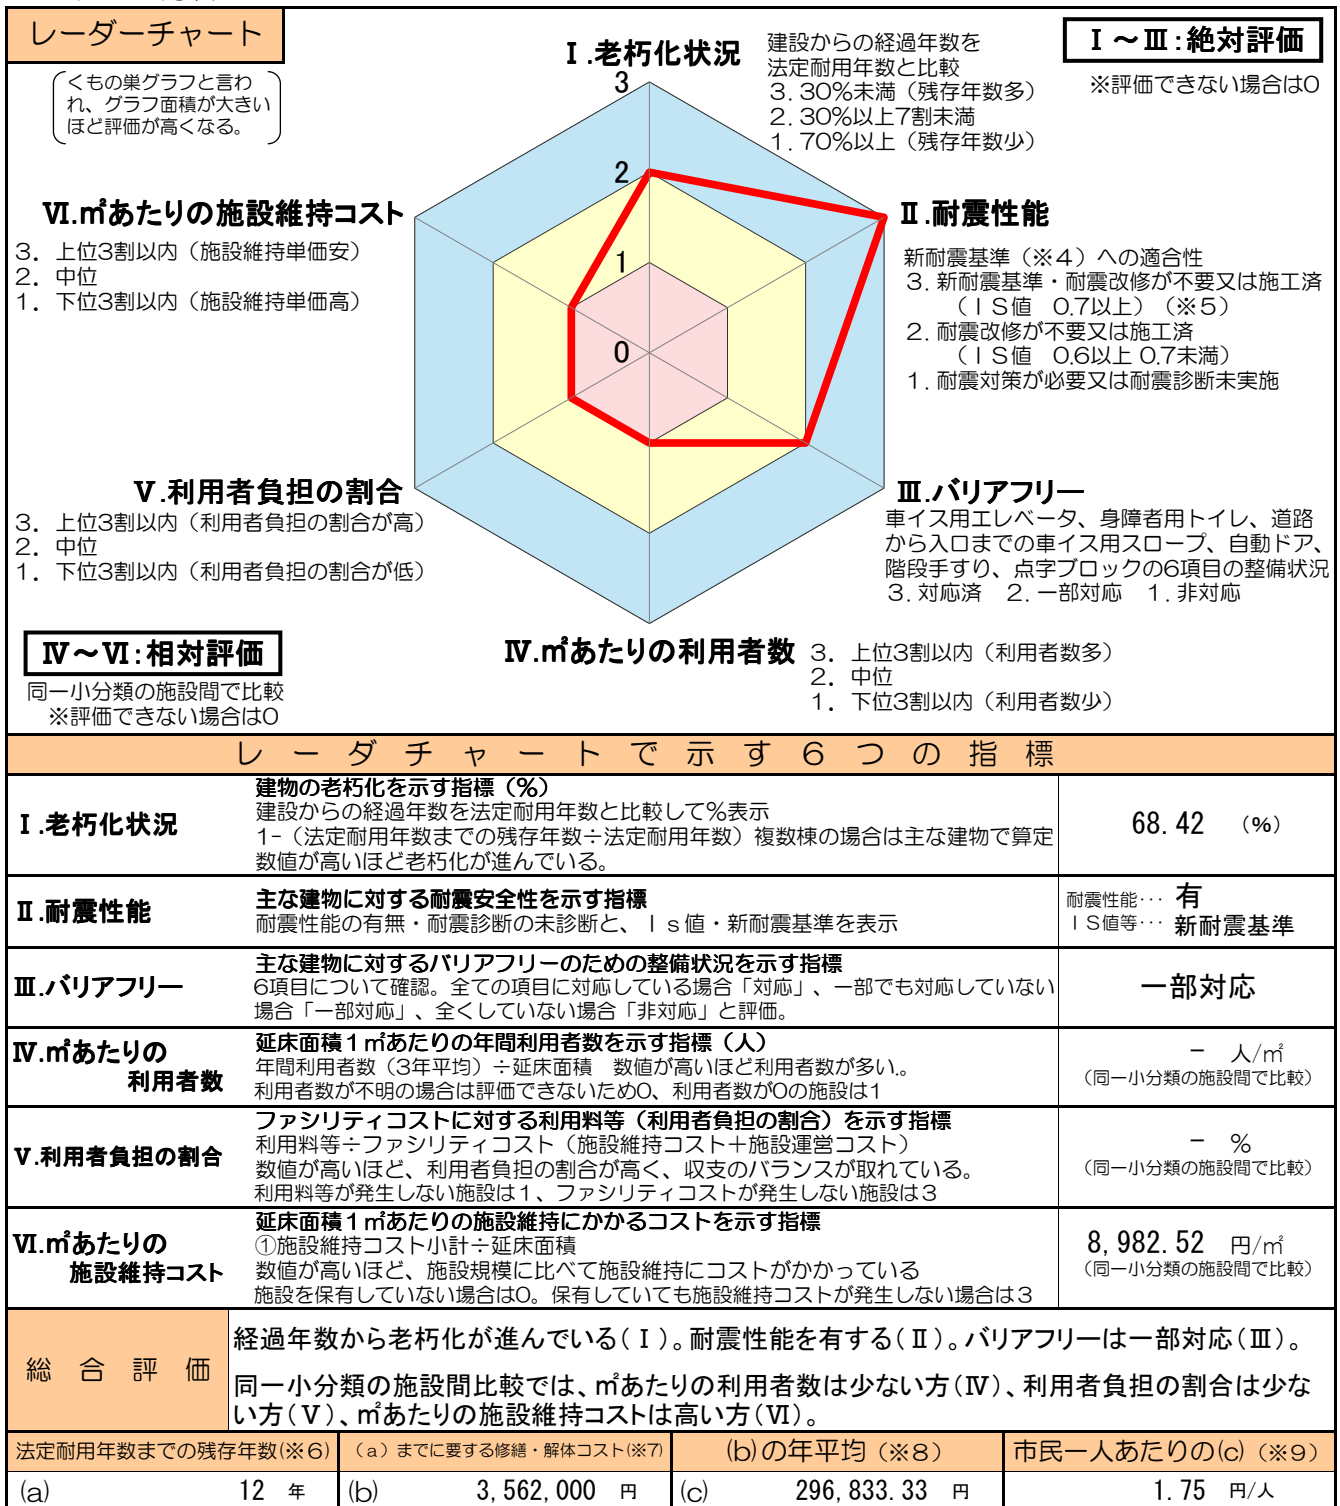 レーダーチャート
くもの巣グラフと言わ
れ、グラフ面積が大きい
ほど評価が高くなる。
Ⅰ.老朽化状況
建設からの経過年数を
法定耐用年数と比較
3.30%未満（残存年数多）
2.30%以上7割未満
1.70%以上（残存年数少）
Ⅰ～Ⅲ:絶対評価
※評価できない場合は0
3
2
1
0
Ⅵ.㎡あたりの施設維持コスト
3. 上位3割以内（施設維持単価安）
2. 中位
1. 下位3割以内（施設維持単価高）
Ⅱ.耐震性能
新耐震基準（※4）への適合性
3.新耐震基準・耐震改修が不要又は施工済
（ＩＳ値　0.7以上）（※5）
2.耐震改修が不要又は施工済
（ＩＳ値　0.6以上 0.7未満）
1.耐震対策が必要又は耐震診断未実施
Ⅴ.利用者負担の割合
3. 上位3割以内（利用者負担の割合が高）
2. 中位
1. 下位3割以内（利用者負担の割合が低）
Ⅲ.バリアフリー
車イス用エレベータ、身障者用トイレ、道路
から入口までの車イス用スロープ、自動ドア、
階段手すり、点字ブロックの6項目の整備状況
3.対応済　2.一部対応　1.非対応
Ⅳ～Ⅵ:相対評価
同一小分類の施設間で比較
※評価できない場合は0
Ⅳ.㎡あたりの利用者数
3. 上位3割以内（利用者数多）
2. 中位
1. 下位3割以内（利用者数少）
レーダチャートで示す６つの指標
Ⅰ.老朽化状況
建物の老朽化を示す指標（%）
建設からの経過年数を法定耐用年数と比較して%表示
1-（法定耐用年数までの残存年数÷法定耐用年数）複数棟の場合は主な建物で算定
数値が高いほど老朽化が進んでいる。
68.42　（%）
Ⅱ.耐震性能
主な建物に対する耐震安全性を示す指標
耐震性能の有無・耐震診断の未診断と、Ｉｓ値・新耐震基準を表示
耐震性能… 有
ＩＳ値等… 新耐震基準
Ⅲ.バリアフリー
主な建物に対するバリアフリーのための整備状況を示す指標
6項目について確認。全ての項目に対応している場合「対応」、一部でも対応していない
場合「一部対応」、全くしていない場合「非対応」と評価。
一部対応
Ⅳ.㎡あたりの
利用者数
延床面積１㎡あたりの年間利用者数を示す指標（人）
年間利用者数（3年平均）÷延床面積　数値が高いほど利用者数が多い。
利用者数が不明の場合は評価できないため0、利用者数が0の施設は1
－　人/㎡
（同一小分類の施設間で比較）
Ⅴ.利用者負担の割合
ファシリティコストに対する利用料等（利用者負担の割合）を示す指標
利用料等÷ファシリティコスト（施設維持コスト＋施設運営コスト）
数値が高いほど、利用者負担の割合が高く、収支のバランスが取れている。
利用料等が発生しない施設は１、ファシリティコストが発生しない施設は３
－　%
（同一小分類の施設間で比較）
Ⅵ.㎡あたりの
施設維持コスト
延床面積１㎡あたりの施設維持にかかるコストを示す指標
①施設維持コスト小計÷延床面積
数値が高いほど、施設規模に比べて施設維持にコストがかかっている
施設を保有していない場合は0。保有していても施設維持コストが発生しない場合は３
8,982.52　円/㎡
（同一小分類の施設間で比較）
総合評価
経過年数から老朽化が進んでいる(Ⅰ)。耐震性能を有する(Ⅱ)。バリアフリーは一部対応(Ⅲ)。
同一小分類の施設間比較では、㎡あたりの利用者数は少ない方(Ⅳ)、利用者負担の割合は少な
い方(Ⅴ)、㎡あたりの施設維持コストは高い方(Ⅵ)。
法定耐用年数までの残存年数(※6)
（a）までに要する修繕・解体コスト(※7)
(b)の年平均（※8）
市民一人あたりの(c)（※9）
(a)　12 年
(b)　3,562,000 円
(c)　296,833.33 円
1.75 円/人